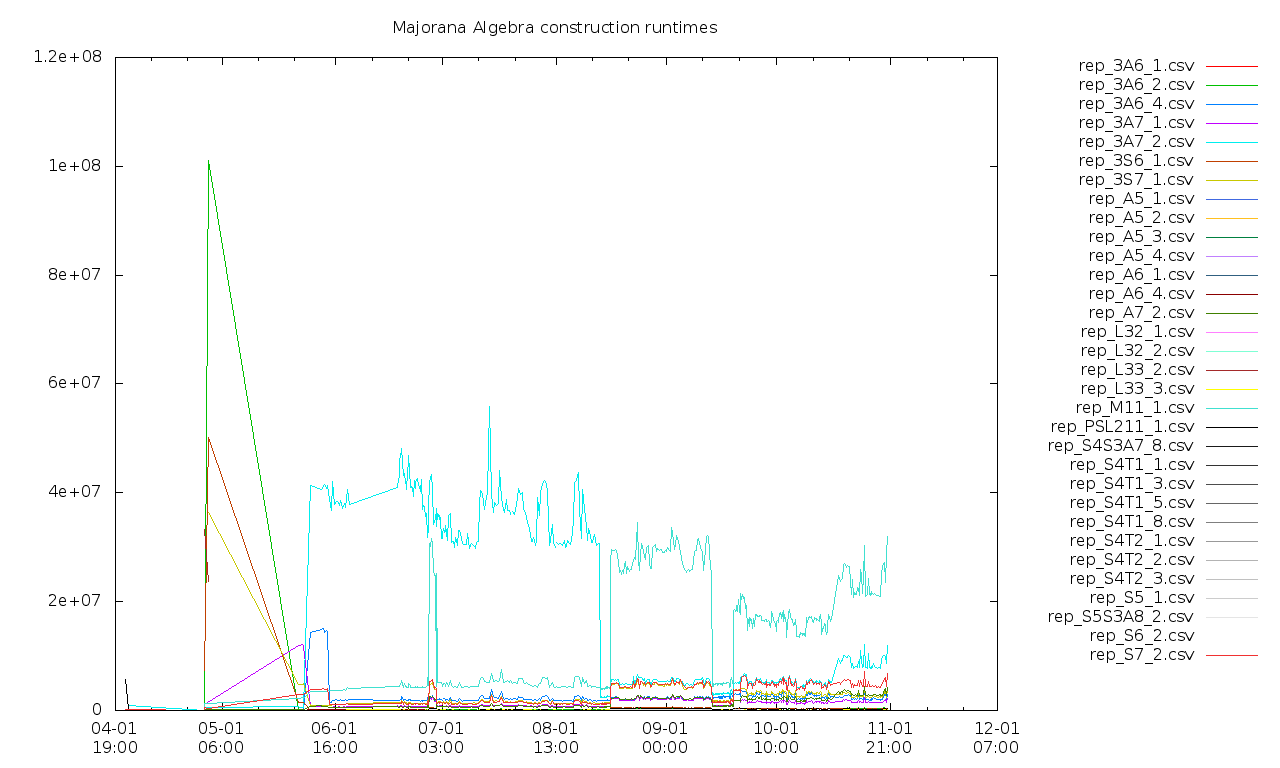 Majorana Algebra construction runtimes
1.2e+08
1e+08
8e+07
6e+07
4e+07
2e+07
0
04-01 05-01 06-01 07-01 08-01 09-01 10-01 11-01 12-01
19:00 06:00 16:00 03:00 13:00 00:00 10:00 21:00 07:00
rep_3A6_1.csv
rep_3A6_2.csv
rep_3A6_4.csv
rep_3A7_1.csv
rep_3A7_2.csv
rep_3S6_1.csv
rep_3S7_1.csv
rep_A5_1.csv
rep_A5_2.csv
rep_A5_3.csv
rep_A5_4.csv
rep_A6_1.csv
rep_A6_4.csv
rep_A7_2.csv
rep_L32_1.csv
rep_L32_2.csv
rep_L33_2.csv
rep_L33_3.csv
rep_M11_1.csv
rep_PSL211_1.csv
rep_S4S3A7_8.csv
rep_S4T1_1.csv
rep_S4T1_3.csv
rep_S4T1_5.csv
rep_S4T1_8.csv
rep_S4T2_1.csv
rep_S4T2_2.csv
rep_S4T2_3.csv
rep_S5_1.csv
rep_S5S3A8_2.csv
rep_S6_2.csv
rep_S7_2.csv